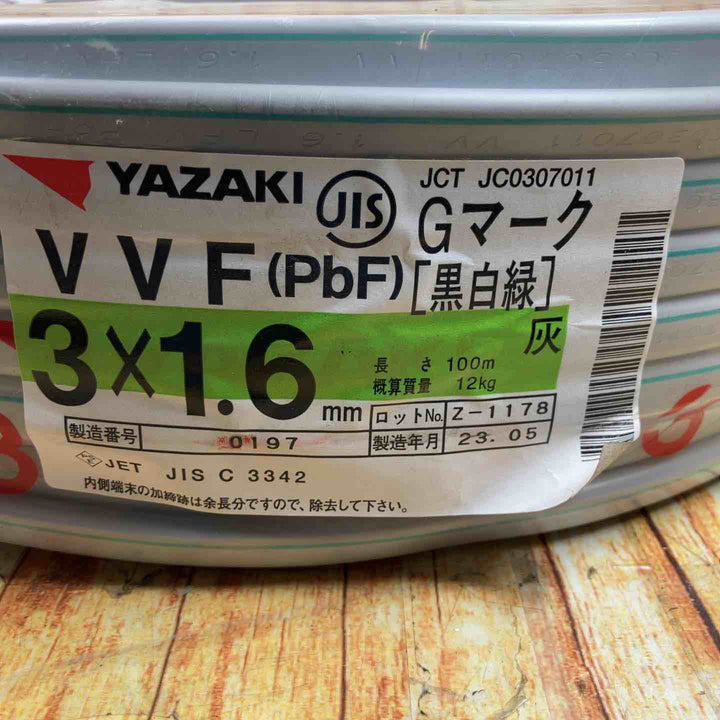 YAZAKI
JIS
JCT JC0307011
Gマーク
VVF(PbF)
[黒白緑]
3×1.6mm
灰
長さ 100m
概算質量 12kg
製造番号 0197
ロットNo. Z-1178
製造年月 23.05
JET JIS C 3342
内側端末の加締跡は余長分ですので、除去して下さい。